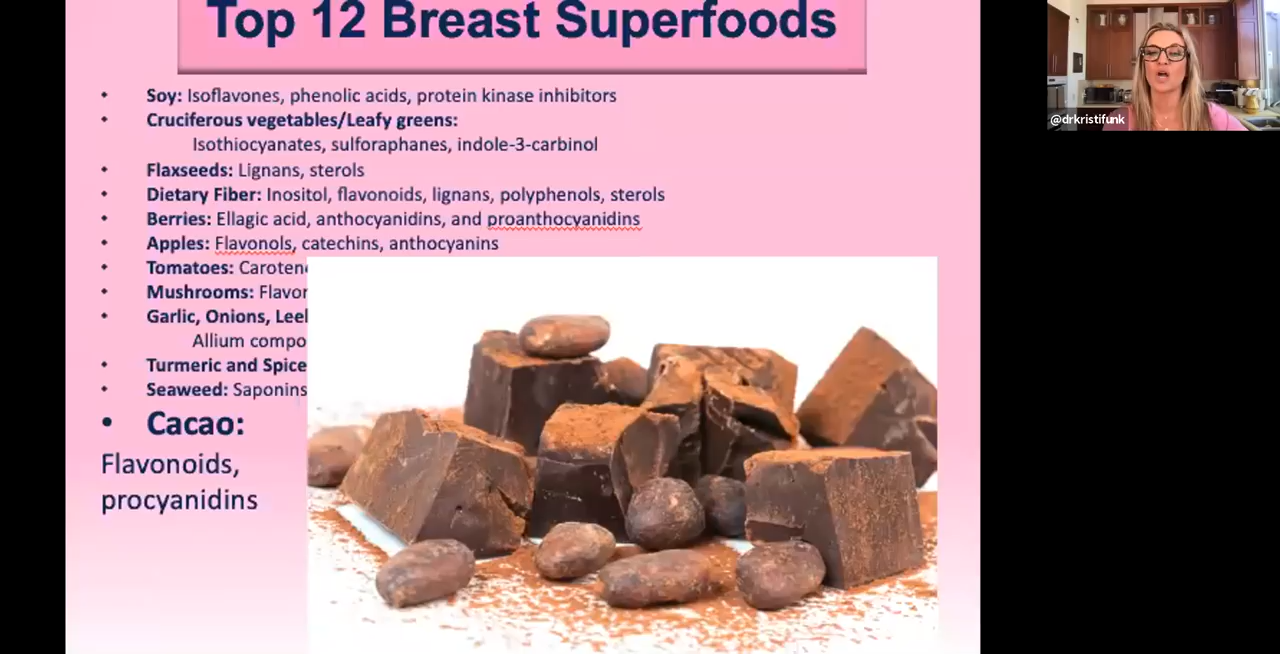 Top 12 Breast Superfoods
@drkristifunk
• Soy: Isoflavones, phenolic acids, protein kinase inhibitors
• Cruciferous vegetables/Leafy greens:
Isothiocyanates, sulforaphanes, indole-3-carbinol
• Flaxseeds: Lignans, sterols
• Dietary Fiber: Inositol, flavonoids, lignans, polyphenols, sterols
• Berries: Ellagic acid, anthocyanidins, and proanthocyanidins
• Apples: Flavonols, catechins, anthocyanins
• Tomatoes:
• Mushrooms:
• Garlic, Onions,
Allium
• Turmeric and
• Seaweed: Saponins
• Cacao:
Flavonoids,
procyanidins